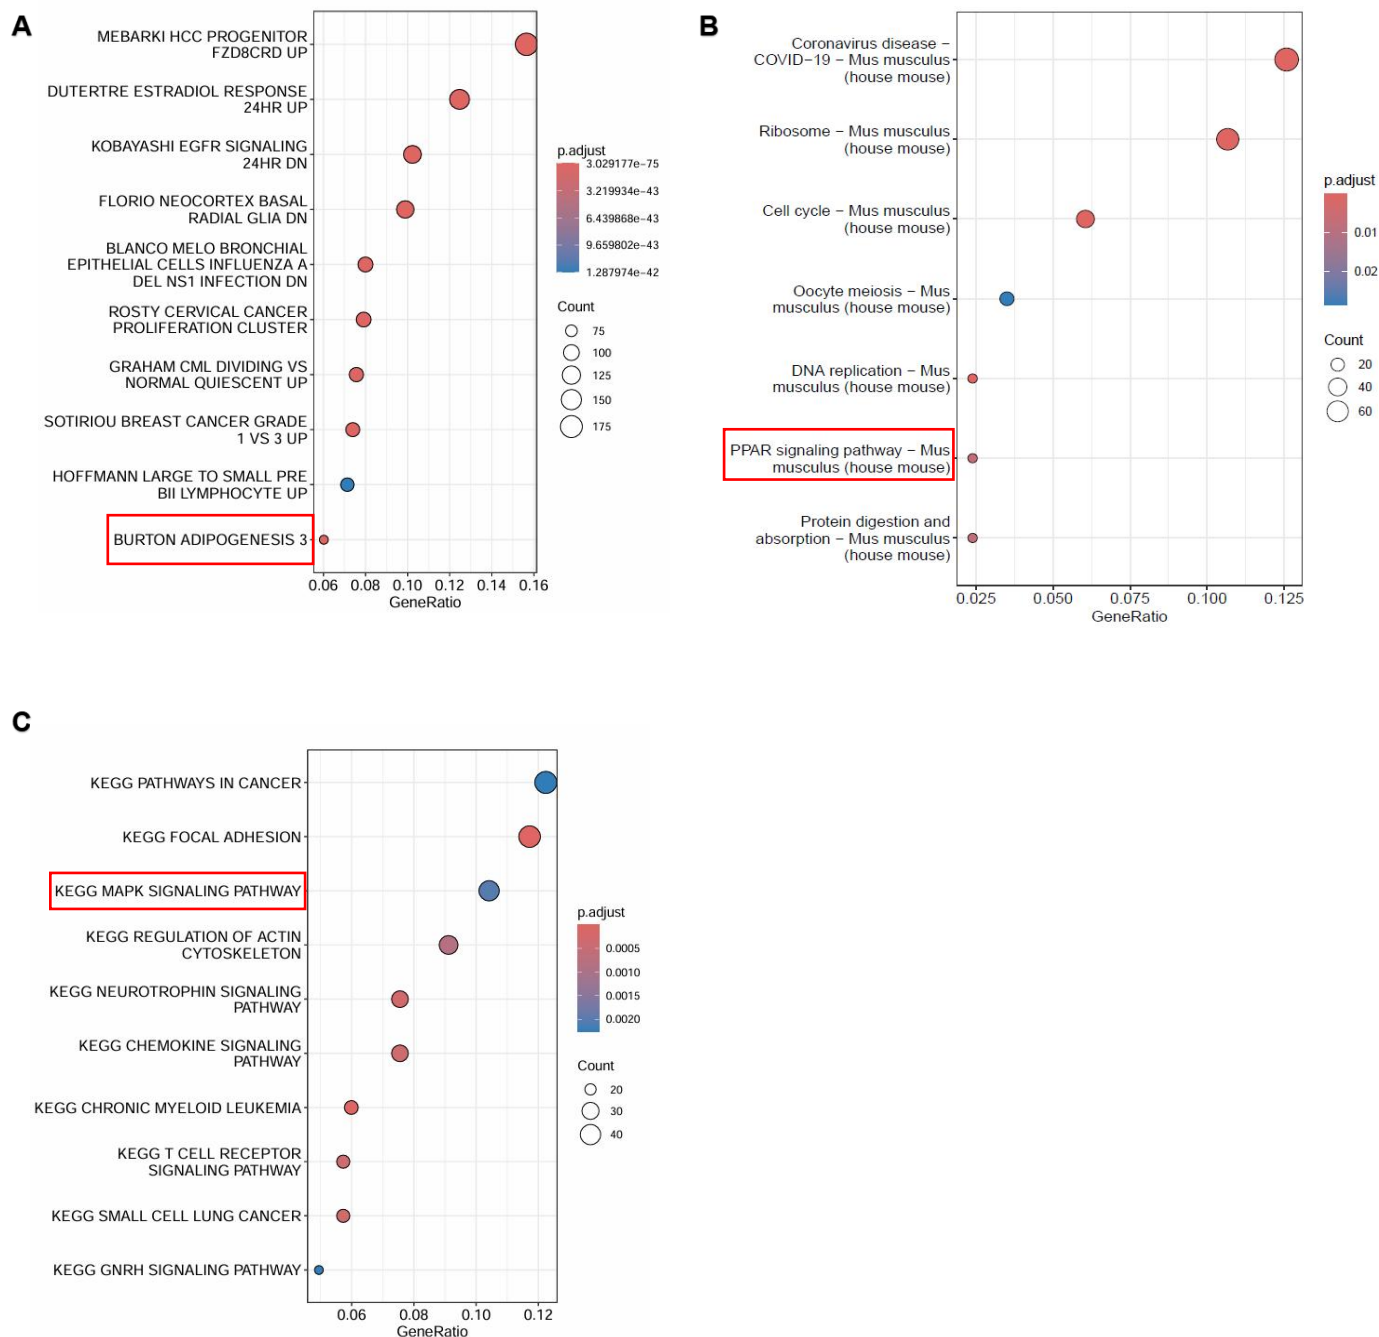 A
MEBARKI HCC PROGENITOR
FZD8CRD UP
DUTERTRE ESTRADIOL RESPONSE
24HR UP
KOBAYASHI EGFR SIGNALING
24HR DN
FLORIO NEOCORTEX BASAL
RADIAL GLIA DN
BLANCO MELO BRONCHIAL
EPITHELIAL CELLS INFLUENZA A
DEL NS1 INFECTION DN
ROSTY CERVICAL CANCER
PROLIFERATION CLUSTER
GRAHAM CML DIVIDING VS
NORMAL QUIESCENT UP
SOTIRIOU BREAST CANCER GRADE
1 VS 3 UP
HOFFMANN LARGE TO SMALL PRE
BII LYMPHOCYTE UP
BURTON ADIPOGENESIS 3
0.06 0.08 0.10 0.12 0.14 0.16
GeneRatio
p.adjust
3.029177e−75
3.219934e−43
6.439868e−43
9.659802e−43
1.287974e−42
Count
75
100
125
150
175
B
Coronavirus disease −
COVID−19 − Mus musculus
(house mouse)
Ribosome − Mus musculus
(house mouse)
Cell cycle − Mus musculus
(house mouse)
Oocyte meiosis − Mus
musculus (house mouse)
DNA replication − Mus
musculus (house mouse)
PPAR signaling pathway − Mus
musculus (house mouse)
Protein digestion and
absorption − Mus musculus
(house mouse)
0.025 0.050 0.075 0.100 0.125
GeneRatio
p.adjust
0.01
0.02
Count
20
40
60
C
KEGG PATHWAYS IN CANCER
KEGG FOCAL ADHESION
KEGG MAPK SIGNALING PATHWAY
KEGG REGULATION OF ACTIN
CYTOSKELETON
KEGG NEUROTROPHIN SIGNALING
PATHWAY
KEGG CHEMOKINE SIGNALING
PATHWAY
KEGG CHRONIC MYELOID LEUKEMIA
KEGG T CELL RECEPTOR
SIGNALING PATHWAY
KEGG SMALL CELL LUNG CANCER
KEGG GNRH SIGNALING PATHWAY
0.06 0.08 0.10 0.12
GeneRatio
p.adjust
0.0005
0.0010
0.0015
0.0020
Count
20
30
40